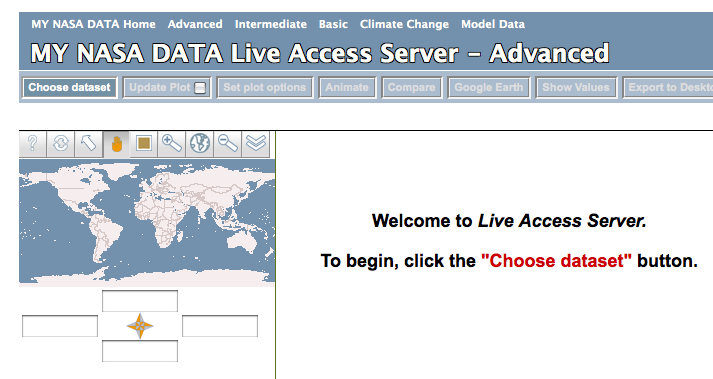 MY NASA DATA Home Advanced Intermediate Basic Climate Change Model Data
MY NASA DATA Live Access Server - Advanced
Choose dataset Update Plot Set plot options Animate Compare Google Earth Show Values Export to Deskto
?
Welcome to Live Access Server.
To begin, click the "Choose dataset" button.